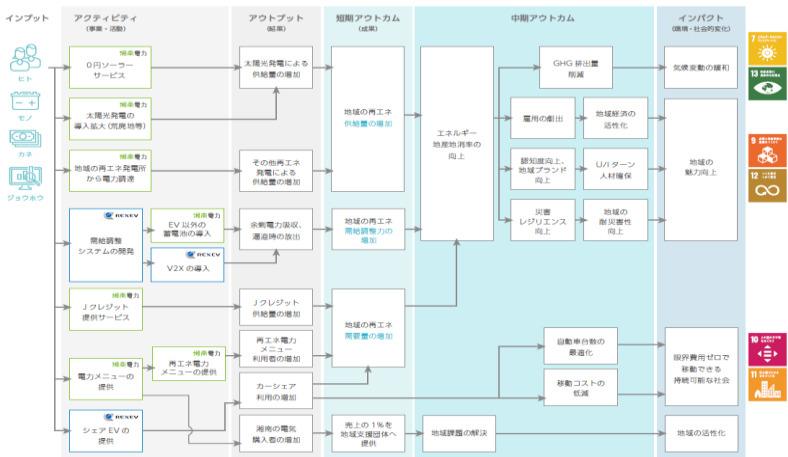 インプット
アクティビティ
(事業・活動)
アウトプット
(結果)
短期アウトカム
(成果)
中期アウトカム
インパクト
(環境・社会的変化)
ヒト
モノ
カネ
ジョウホウ
湘南電力
0円ソーラー
サービス
湘南電力
太陽光発電の
導入拡大(荒廃地等)
湘南電力
地域の再エネ発電所
から電力調達
REXEV
需給調整
システムの開発
湘南電力
EV以外の
蓄電池の導入
REXEV
V2Xの導入
湘南電力
Jクレジット
提供サービス
湘南電力
電力メニューの
提供
湘南電力
再エネ電力
メニューの提供
REXEV
シェアEVの
提供
太陽光発電による
供給量の増加
その他再エネ
発電による
供給量の増加
余剰電力吸収、
逼迫時の放出
Jクレジット
供給量の増加
再エネ電力
メニュー
利用者の増加
カーシェア
利用の増加
湘南の電気
購入者の増加
地域の再エネ
供給量の増加
地域の再エネ
需給調整力の
増加
地域の再エネ
需要量の増加
売上の1%を
地域支援団体へ
提供
エネルギー
地産地消率の
向上
GHG排出量
削減
雇用の創出
地域経済の
活性化
認知度向上、
地域ブランド
向上
U/Iターン
人材確保
災害
レジリエンス
向上
地域の
耐災害性
向上
自動車台数の
最適化
移動コストの
低減
地域課題の解決
気候変動の緩和
地域の
魅力向上
限界費用ゼロで
移動できる
持続可能な社会
地域の活性化
7
13
9
12
10
11